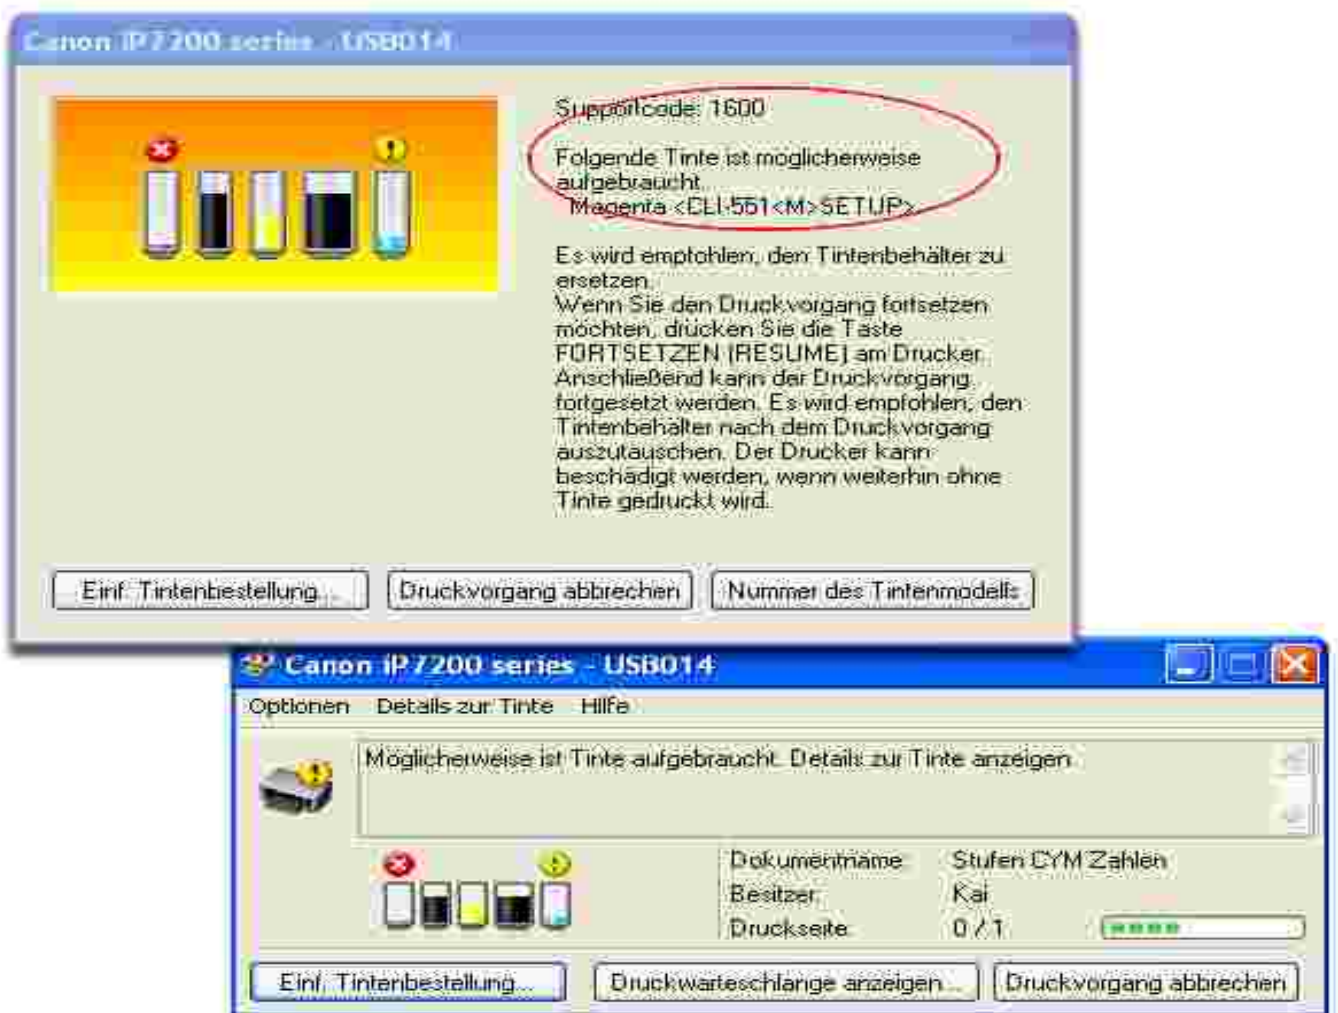 Canon iP7200 series - USB014
Supportcode: 1600
Folgende Tinte ist möglicherweise
aufgebraucht.
Magenta <CLI-551<M>SETUP>
Es wird empfohlen, den Tintenbehälter zu
ersetzen.
Wenn Sie den Druckvorgang fortsetzen
möchten, drücken Sie die Taste
FORTSETZEN [RESUME] am Drucker.
Anschließend kann der Druckvorgang
fortgesetzt werden. Es wird empfohlen, den
Tintenbehälter nach dem Druckvorgang
auszutauschen. Der Drucker kann
beschädigt werden, wenn weiterhin ohne
Tinte gedruckt wird.
Einf. Tintenbestellung... Druckvorgang abbrechen Nummer des Tintenmodells
Canon iP7200 series - USB014
Optionen Details zur Tinte Hilfe
Möglicherweise ist Tinte aufgebraucht. Details zur Tinte anzeigen.
Dokumentname: Stufen CYM Zahlen
Besitzer: Kai
Druckseite: 0 / 1
Einf. Tintenbestellung... Druckwarteschlange anzeigen... Druckvorgang abbrechen